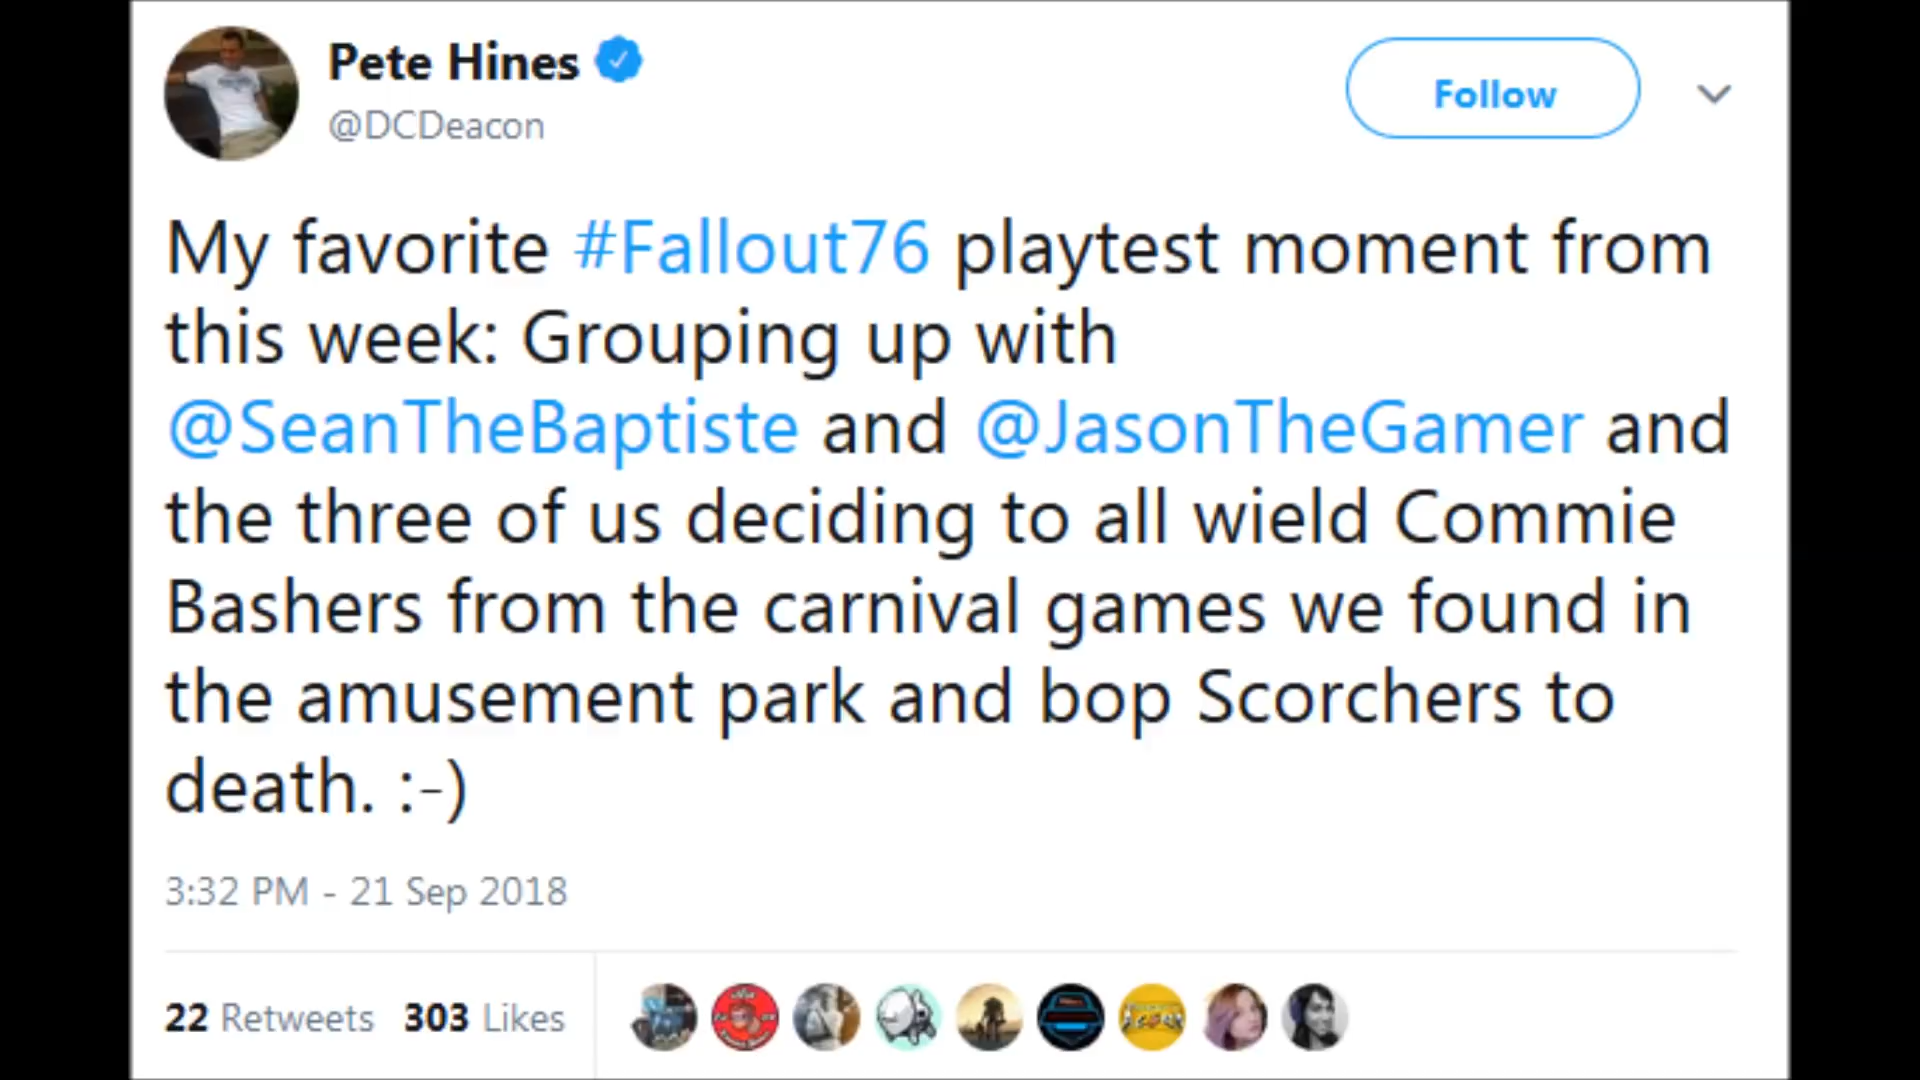 Pete Hines
@DCDeacon
Follow
My favorite #Fallout76 playtest moment from
this week: Grouping up with
@SeanTheBaptiste and @JasonTheGamer and
the three of us deciding to all wield Commie
Bashers from the carnival games we found in
the amusement park and bop Scorchers to
death. :-)
3:32 PM - 21 Sep 2018
22 Retweets 303 Likes